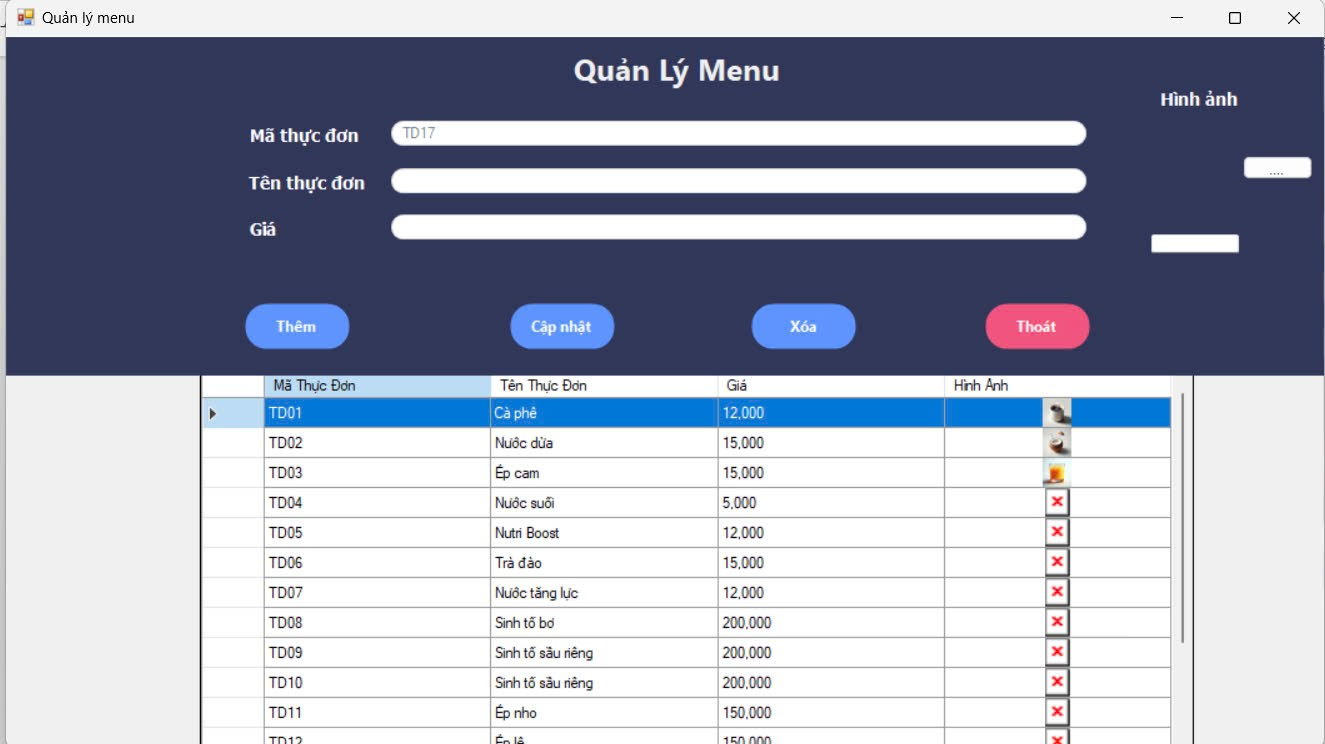 Quản lý menu
Quản Lý Menu
Hình ảnh
Mã thực đơn TD17
....
Tên thực đơn
Giá
Thêm Cập nhật Xóa Thoát
Mã Thực Đơn Tên Thực Đơn Giá Hình Ảnh
TD01 Cà phê 12,000
TD02 Nước dừa 15,000
TD03 Ép cam 15,000
TD04 Nước suối 5,000
TD05 Nutri Boost 12,000
TD06 Trà đào 15,000
TD07 Nước tăng lực 12,000
TD08 Sinh tố bơ 200,000
TD09 Sinh tố sầu riêng 200,000
TD10 Sinh tố sầu riêng 200,000
TD11 Ép nho 150,000
TD12 Ép lê 150,000